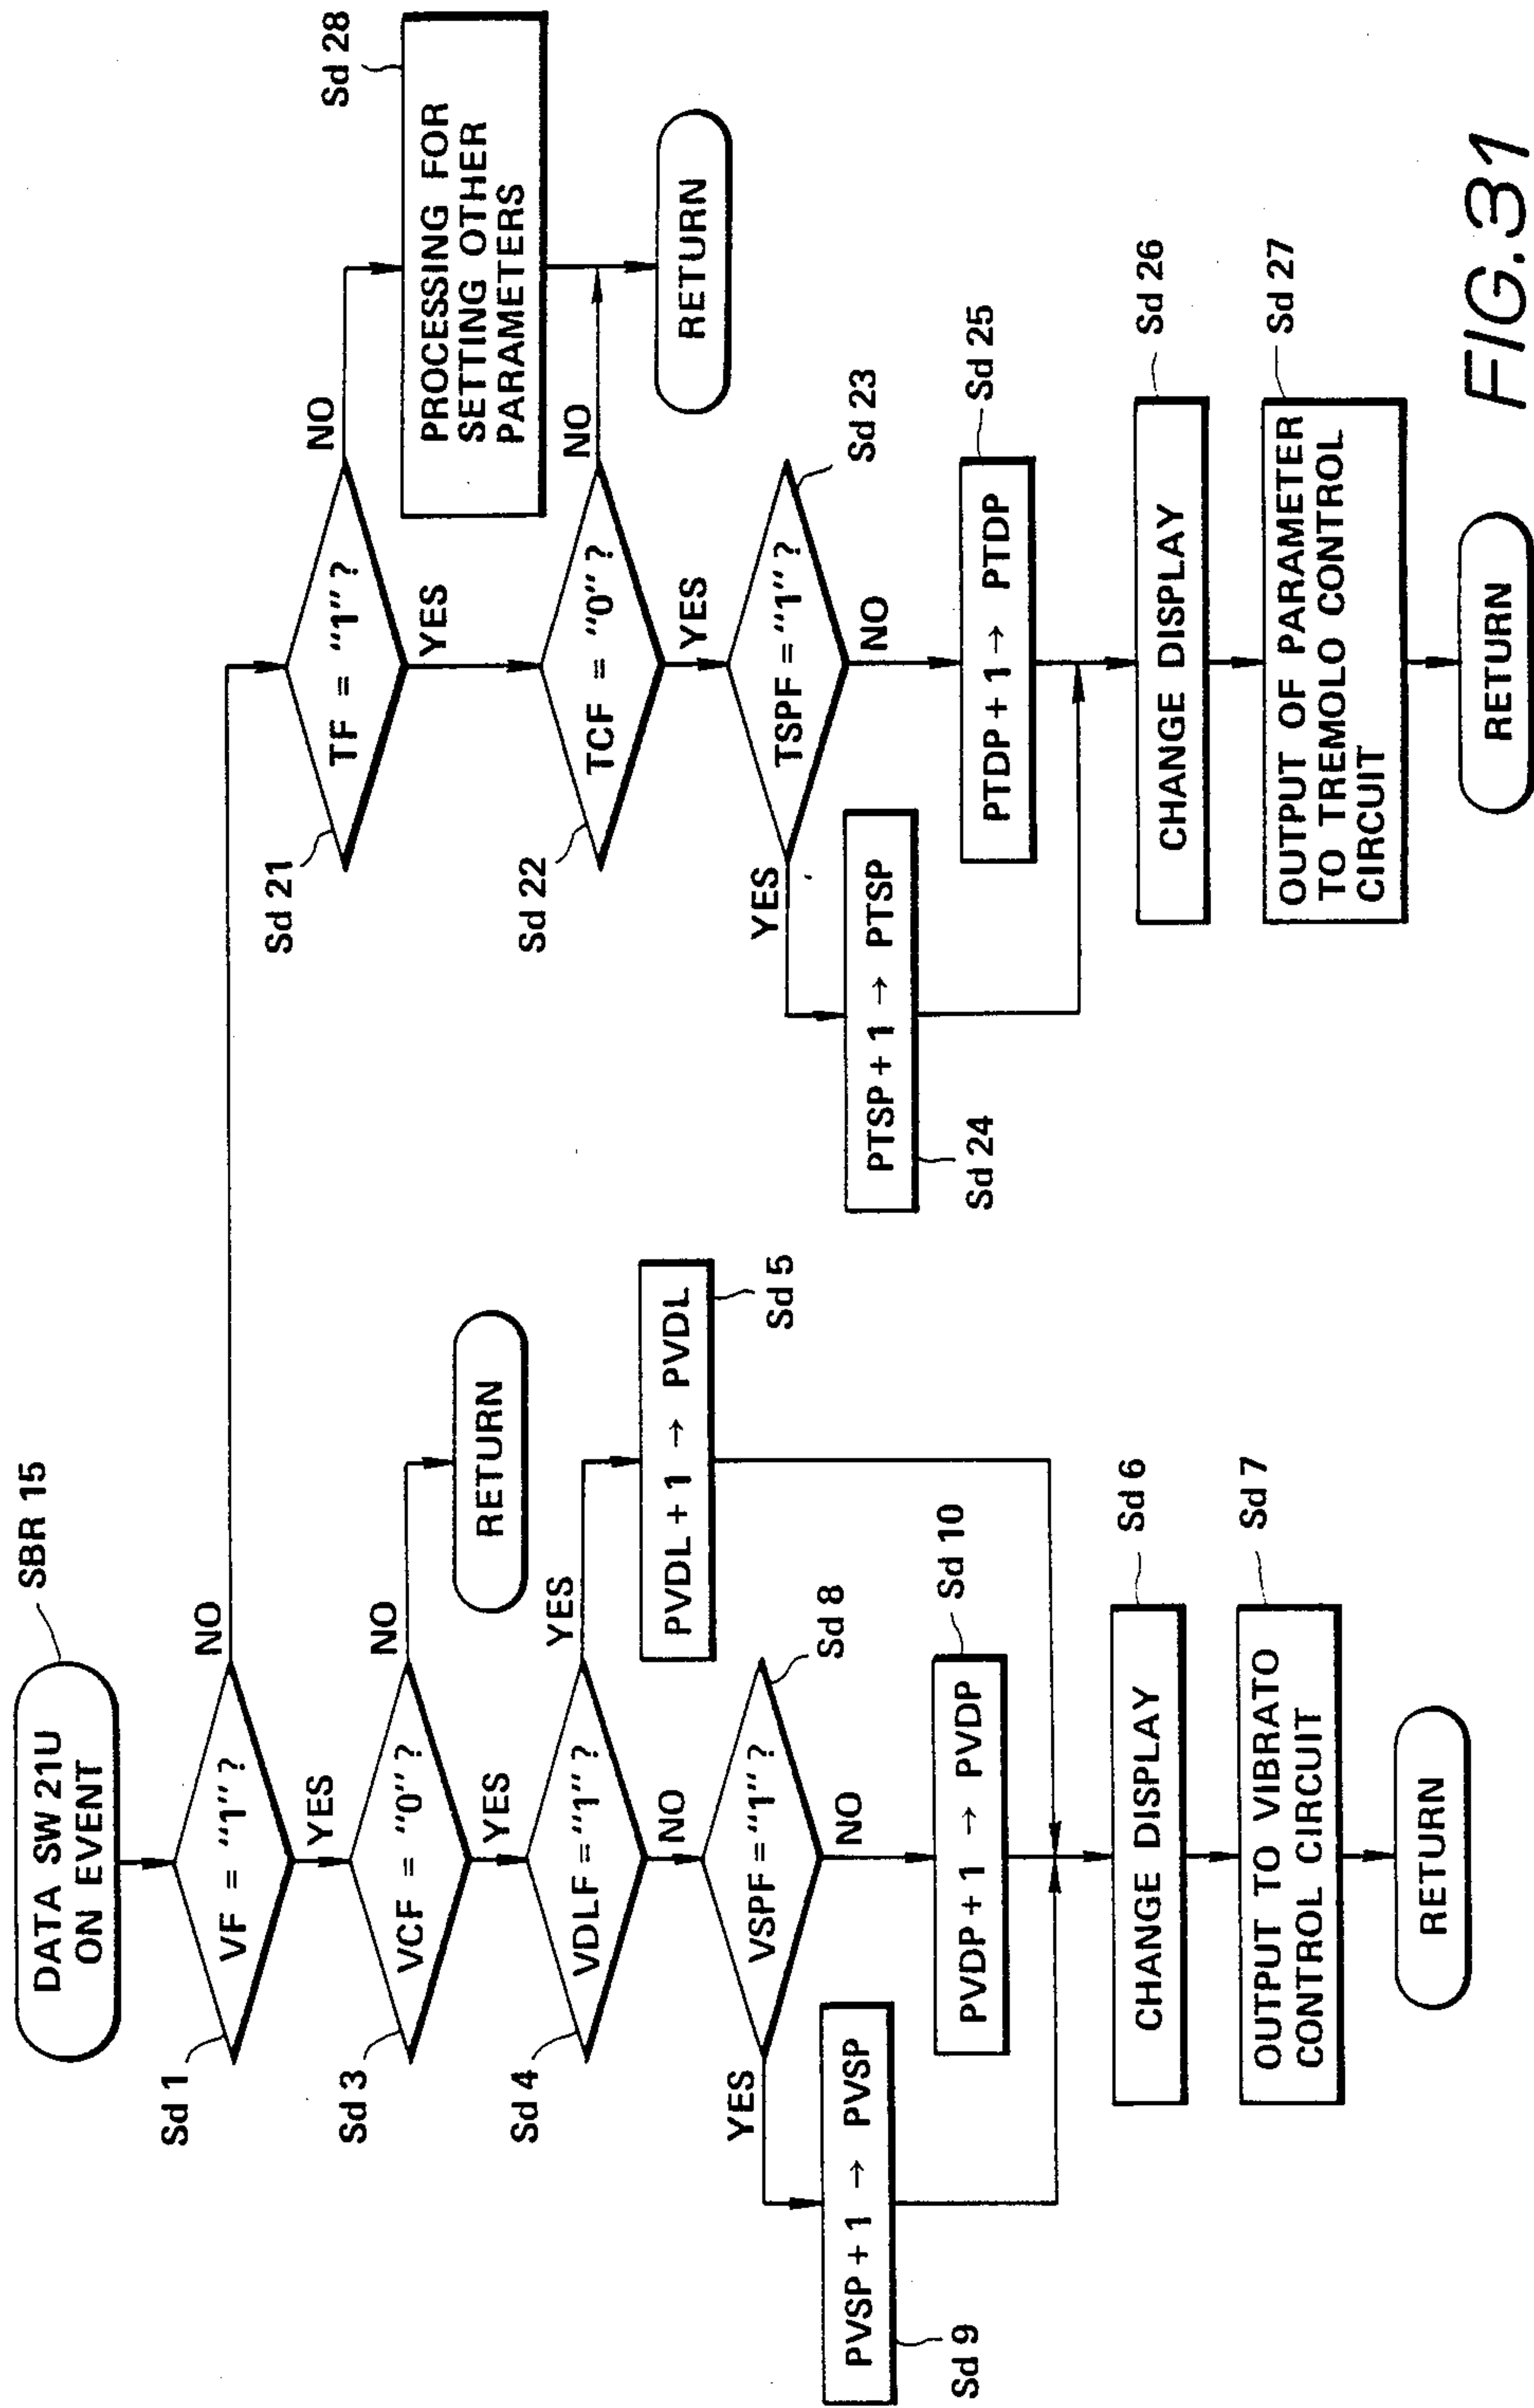 DATA SW 21U
ON EVENT
SBR 15
Sd 1
VF = "1" ?
NO
YES
Sd 3
VCF = "0" ?
NO
RETURN
YES
Sd 4
VDLF = "1" ?
YES
PVDL + 1 → PVDL
Sd 5
NO
VSPF = "1" ?
Sd 8
YES
NO
PVSP + 1 → PVSP
Sd 9
PVDP + 1 → PVDP
Sd 10
CHANGE DISPLAY
Sd 6
OUTPUT TO VIBRATO
CONTROL CIRCUIT
Sd 7
RETURN
Sd 21
TF = "1" ?
NO
Sd 28
PROCESSING FOR
SETTING OTHER
PARAMETERS
YES
Sd 22
TCF = "0" ?
NO
RETURN
YES
TSPF = "1" ?
Sd 23
YES
NO
PTSP + 1 → PTSP
Sd 24
PTDP + 1 → PTDP
Sd 25
CHANGE DISPLAY
Sd 26
OUTPUT OF PARAMETER
TO TREMOLO CONTROL
CIRCUIT
Sd 27
RETURN
FIG.31